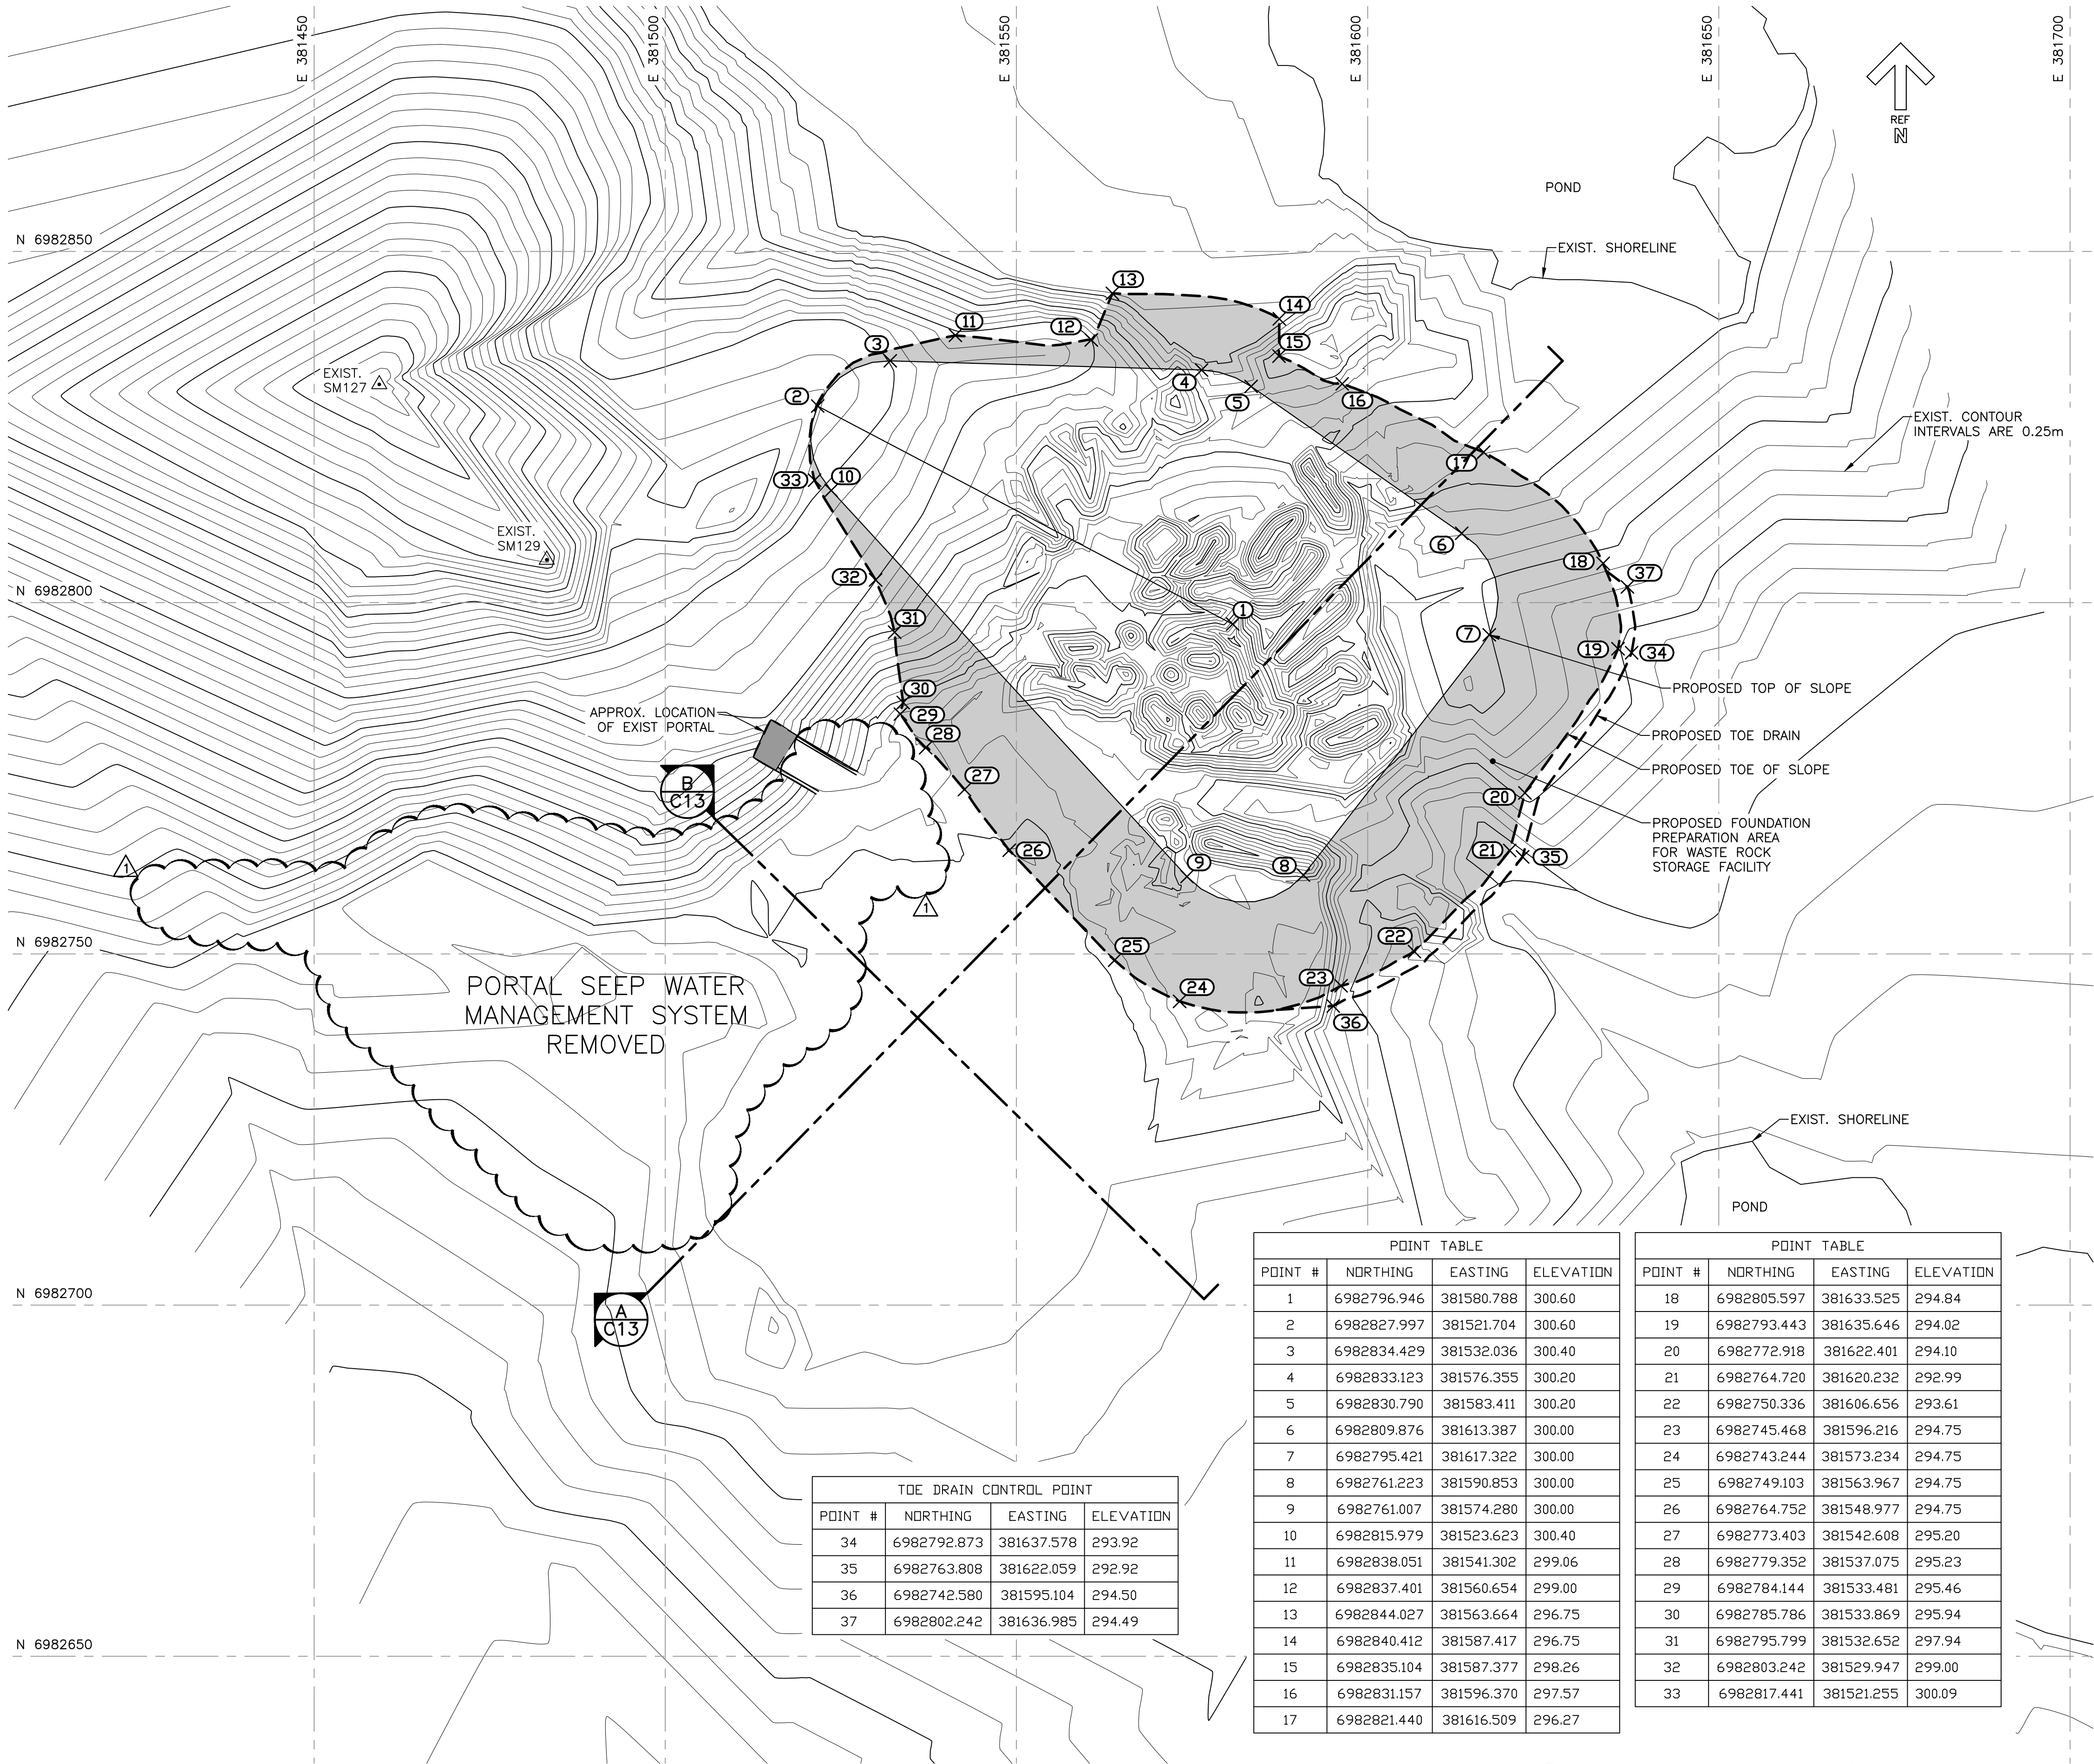 E 381450
E 381500
E 381550
E 381600
E 381650
E 381700
REF
N
POND
N 6982850
EXIST. SHORELINE
13
14
11
12
15
3
EXIST.
SM127
4
2
5
16
EXIST. CONTOUR
INTERVALS ARE 0.25m
17
33
10
EXIST.
SM129
6
18
37
32
N 6982800
1
31
7
19
34
30
PROPOSED TOP OF SLOPE
APPROX. LOCATION
OF EXIST PORTAL
29
28
PROPOSED TOE DRAIN
PROPOSED TOE OF SLOPE
27
B
C13
20
PROPOSED FOUNDATION
PREPARATION AREA
FOR WASTE ROCK
STORAGE FACILITY
26
21
35
1
9
8
1
N 6982750
25
22
PORTAL SEEP WATER
MANAGEMENT SYSTEM
REMOVED
24
23
36
EXIST. SHORELINE
POND
N 6982700
A
C13
N 6982650
TOE DRAIN CONTROL POINT
POINT # NORTHING EASTING ELEVATION
34 6982792.873 381637.578 293.92
35 6982763.808 381622.059 292.92
36 6982742.580 381595.104 294.50
37 6982802.242 381636.985 294.49
POINT TABLE
POINT # NORTHING EASTING ELEVATION
1 6982796.946 381580.788 300.60
2 6982827.997 381521.704 300.60
3 6982834.429 381532.036 300.40
4 6982833.123 381576.355 300.20
5 6982830.790 381583.411 300.20
6 6982809.876 381613.387 300.00
7 6982795.421 381617.322 300.00
8 6982761.223 381590.853 300.00
9 6982761.007 381574.280 300.00
10 6982815.979 381523.623 300.40
11 6982838.051 381541.302 299.06
12 6982837.401 381560.654 299.00
13 6982844.027 381563.664 296.75
14 6982840.412 381587.417 296.75
15 6982835.104 381587.377 298.26
16 6982831.157 381596.370 297.57
17 6982821.440 381616.509 296.27
POINT TABLE
POINT # NORTHING EASTING ELEVATION
18 6982805.597 381633.525 294.84
19 6982793.443 381635.646 294.02
20 6982772.918 381622.401 294.10
21 6982764.720 381620.232 292.99
22 6982750.336 381606.656 293.61
23 6982745.468 381596.216 294.75
24 6982743.244 381573.234 294.75
25 6982749.103 381563.967 294.75
26 6982764.752 381548.977 294.75
27 6982773.403 381542.608 295.20
28 6982779.352 381537.075 295.23
29 6982784.144 381533.481 295.46
30 6982785.786 381533.869 295.94
31 6982795.799 381532.652 297.94
32 6982803.242 381529.947 299.00
33 6982817.441 381521.255 300.09